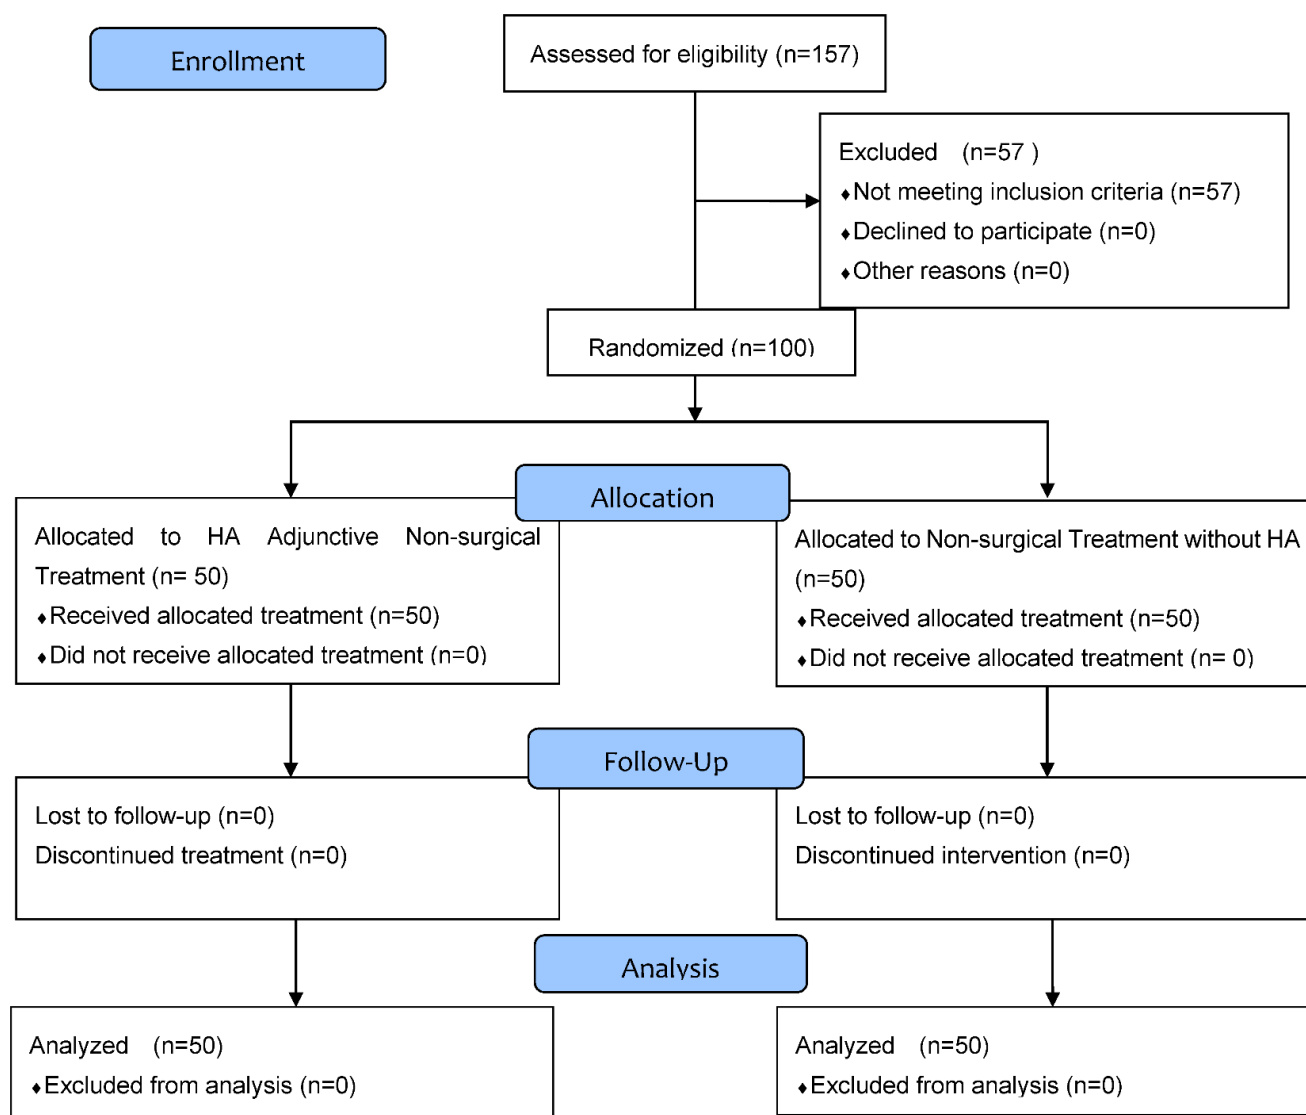 Enrollment
Assessed for eligibility (n=157)
Excluded (n=57 )
♦Not meeting inclusion criteria (n=57)
♦Declined to participate (n=0)
♦Other reasons (n=0)
Randomized (n=100)
Allocation
Allocated to HA Adjunctive Non-surgical
Treatment (n= 50)
♦Received allocated treatment (n=50)
♦Did not receive allocated treatment (n=0)
Allocated to Non-surgical Treatment without HA
(n=50)
♦Received allocated treatment (n=50)
♦Did not receive allocated treatment (n= 0)
Follow-Up
Lost to follow-up (n=0)
Discontinued treatment (n=0)
Lost to follow-up (n=0)
Discontinued intervention (n=0)
Analysis
Analyzed (n=50)
♦Excluded from analysis (n=0)
Analyzed (n=50)
♦Excluded from analysis (n=0)